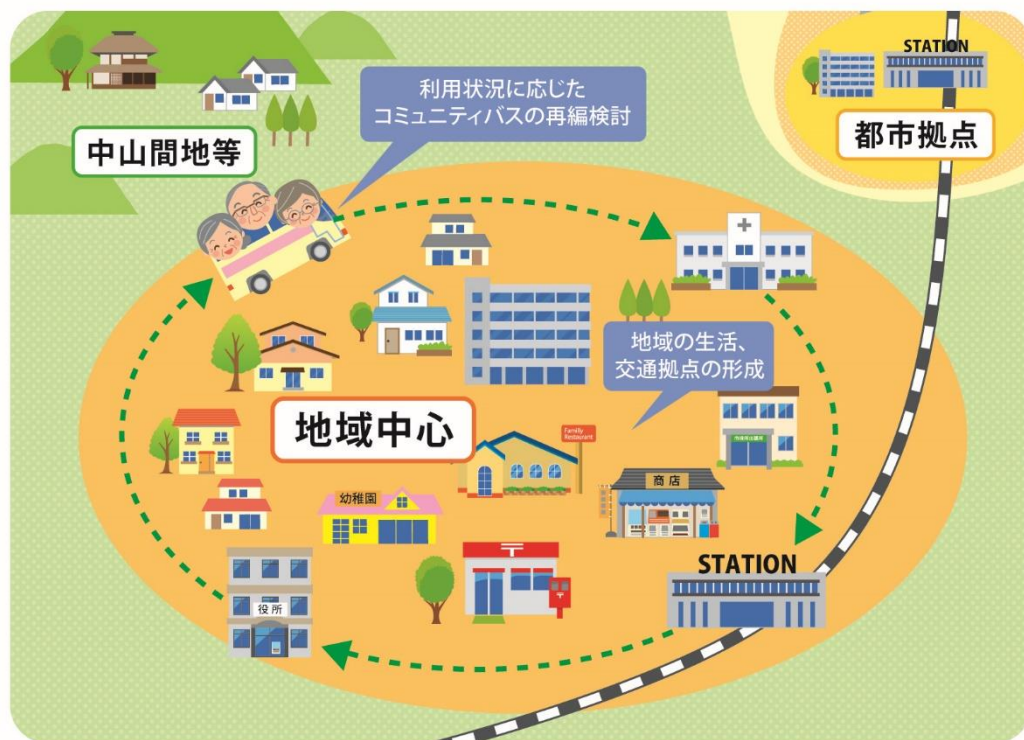 STATION
利用状況に応じた
コミュニティバスの再編検討
中山間地等
都市拠点
地域の生活、
交通拠点の形成
地域中心
Familly
Restaurant
商店
幼稚園
STATION
役所
〒
〒